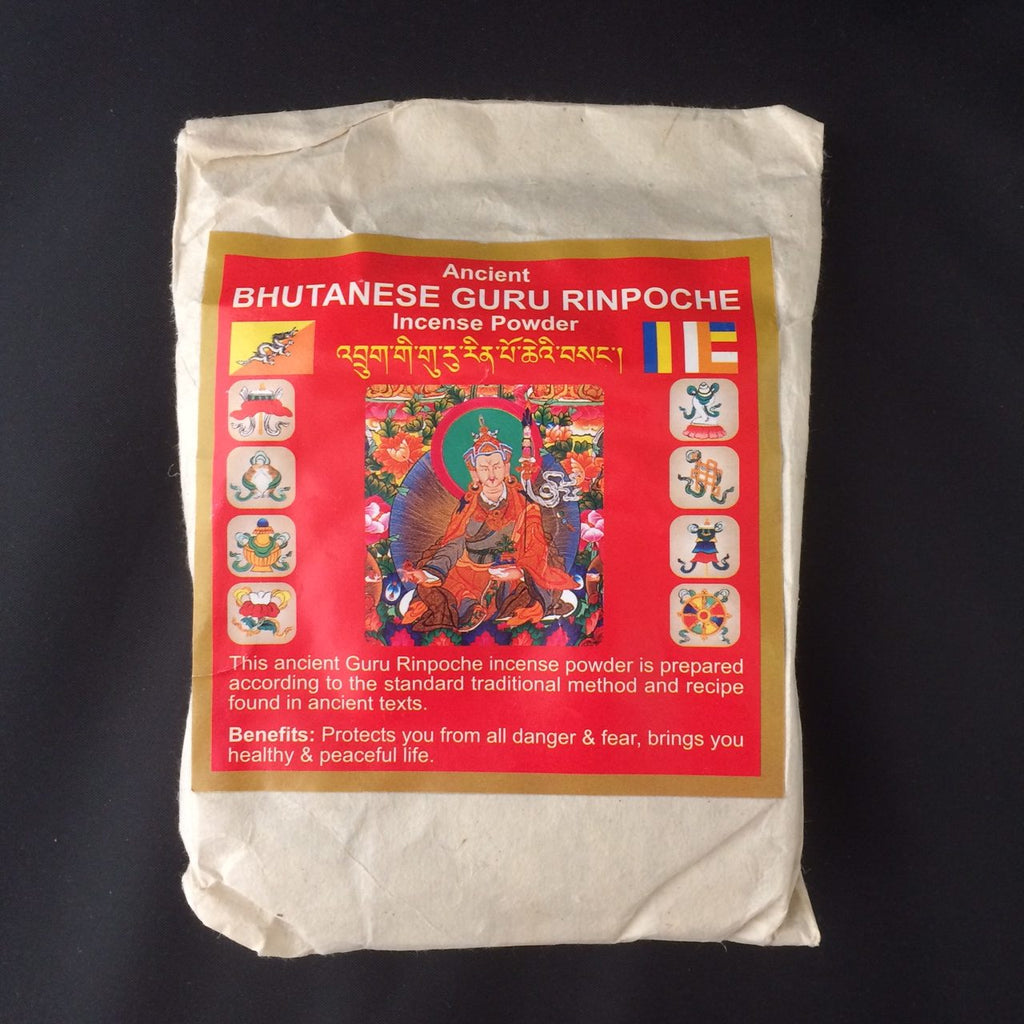 Ancient
BHUTANESE GURU RINPOCHE
Incense Powder
འབྲུག་གི་གུ་རུ་རིན་པོ་ཆེའི་བསང་།
This ancient Guru Rinpoche incense powder is prepared
according to the standard traditional method and recipe
found in ancient texts.
Benefits: Protects you from all danger & fear, brings you
healthy & peaceful life.